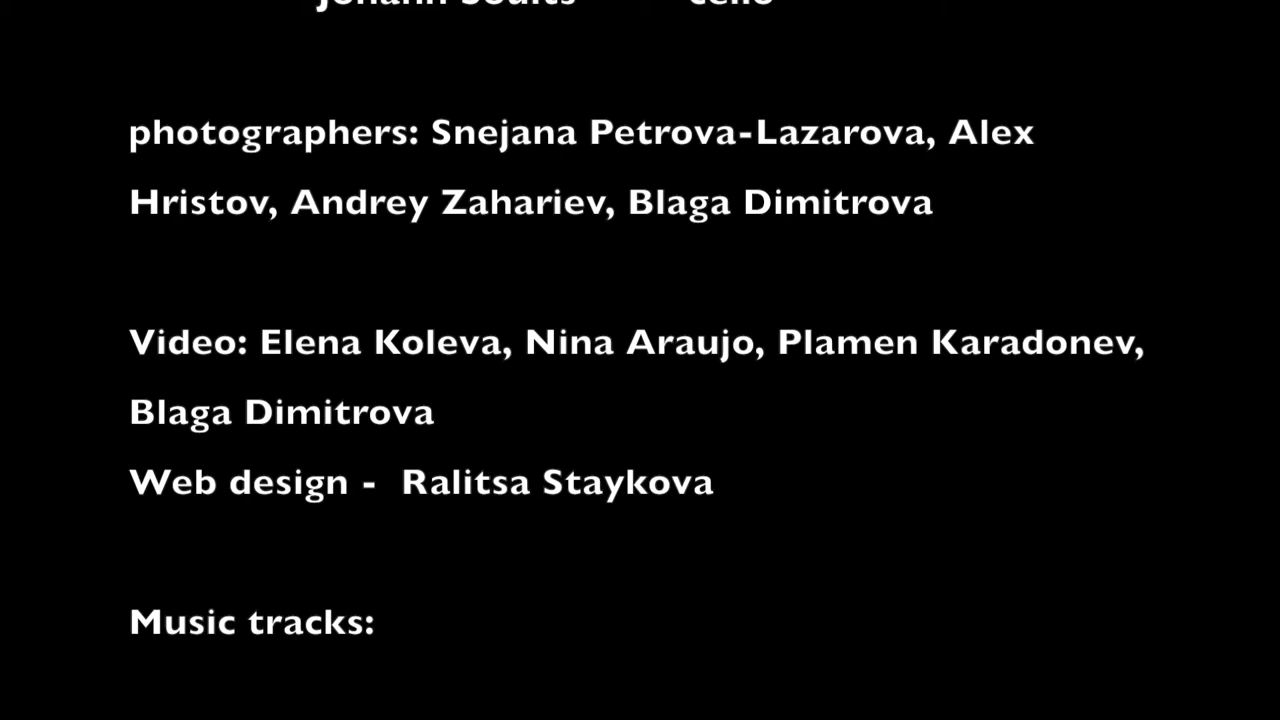 cello
photographers: Snejana Petrova-Lazarova, Alex
Hristov, Andrey Zahariev, Blaga Dimitrova
Video: Elena Koleva, Nina Araujo, Plamen Karadonev,
Blaga Dimitrova
Web design -  Ralitsa Staykova
Music tracks: